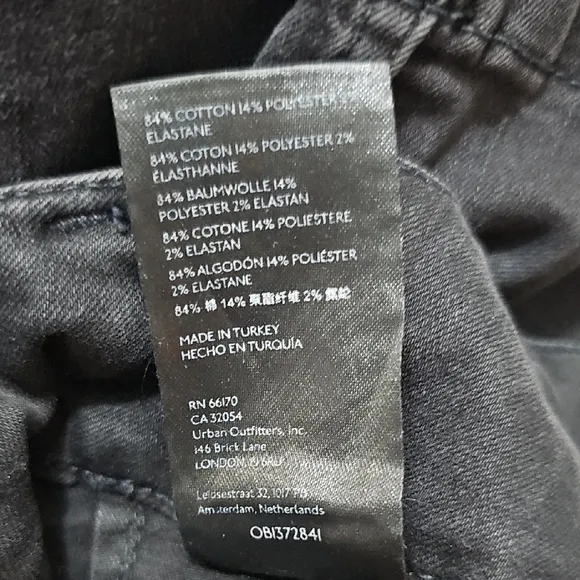 84% COTTON 14% POLYESTER
ELASTANE
84% COTON 14% POLYESTER 2%
ÉLASTHANNE
84% BAUMWOLLE 14%
POLYESTER 2% ELASTAN
84% COTONE 14% POLIESTERE
2% ELASTAN
84% ALGODÓN 14% POLIÉSTER
2% ELASTANE
84% 棉 14% 聚酯纤维 2% 氨纶
MADE IN TURKEY
HECHO EN TURQUÍA
RN 66170
CA 32054
Urban Outfitters, Inc.
146 Brick Lane
LONDON,
Leidsestraat 32, 1017 PB
Amsterdam, Netherlands
OB1372841